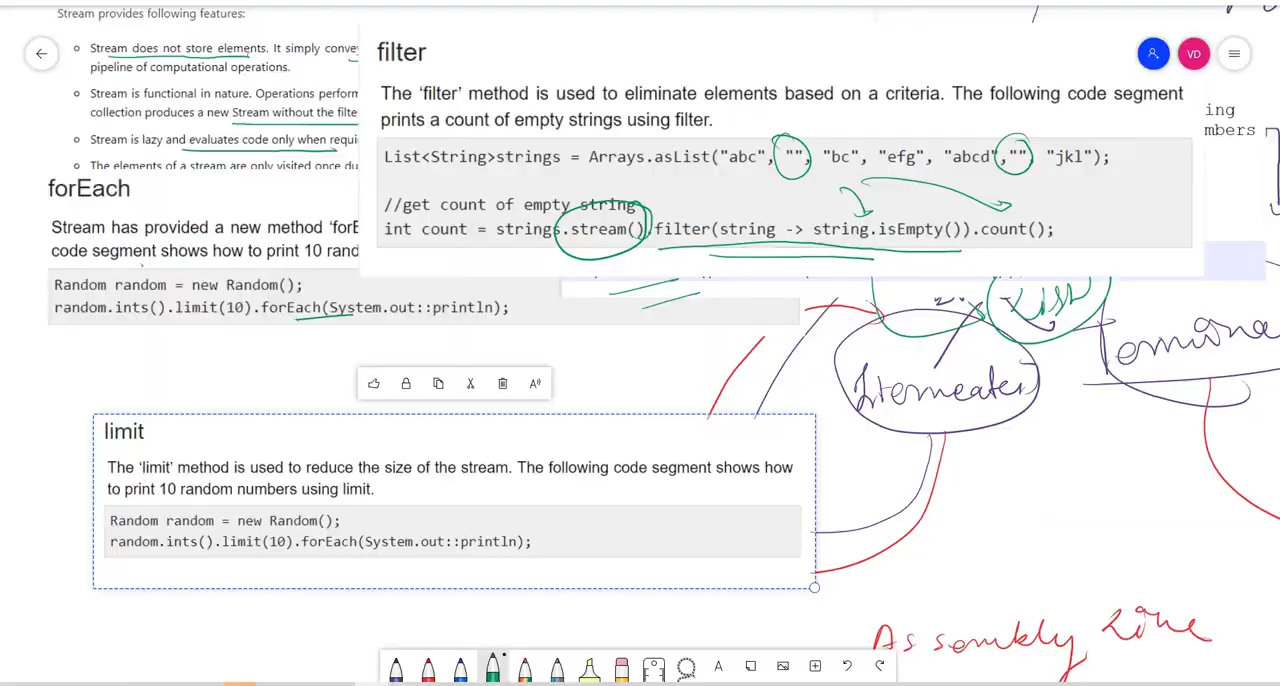 Stream provides following features:
Stream does not store elements. It simply conve
pipeline of computational operations.
Stream is functional in nature. Operations perform
collection produces a new Stream without the filte
Stream is lazy and evaluates code only when requi
The elements of a stream are only visited once du
forEach
Stream has provided a new method 'forE
code segment shows how to print 10 rand
Random random = new Random();
random.ints().limit(10).forEach(System.out::println);
filter
The 'filter' method is used to eliminate elements based on a criteria. The following code segment
prints a count of empty strings using filter.
List<String>strings = Arrays.asList("abc", "", "bc", "efg", "abcd","", "jkl");
//get count of empty string
int count = strings.stream().filter(string -> string.isEmpty()).count();
VD
ing
mbers
List
limit
The 'limit' method is used to reduce the size of the stream. The following code segment shows how
to print 10 random numbers using limit.
Random random = new Random();
random.ints().limit(10).forEach(System.out::println);
Assembly Line
A